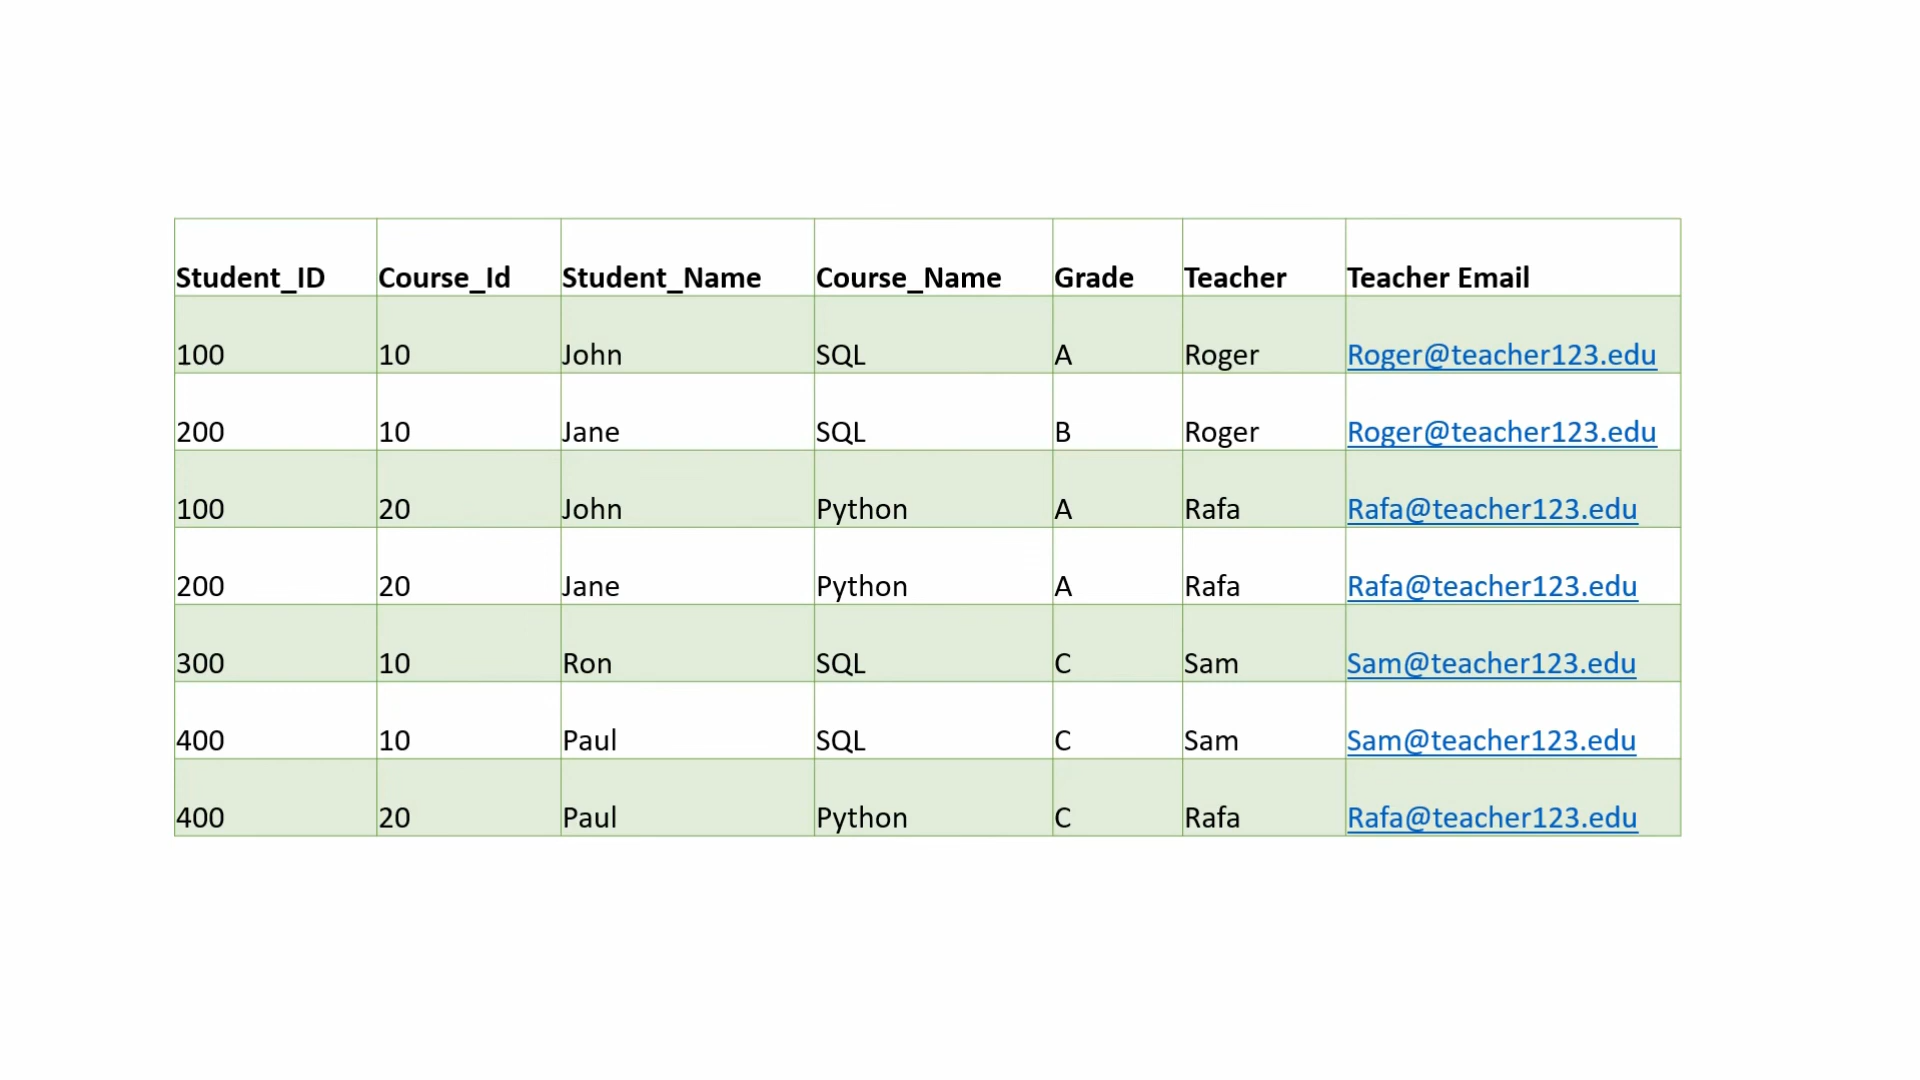 Student_ID Course_Id Student_Name Course_Name Grade Teacher Teacher Email
100 10 John SQL A Roger Roger@teacher123.edu
200 10 Jane SQL B Roger Roger@teacher123.edu
100 20 John Python A Rafa Rafa@teacher123.edu
200 20 Jane Python A Rafa Rafa@teacher123.edu
300 10 Ron SQL C Sam Sam@teacher123.edu
400 10 Paul SQL C Sam Sam@teacher123.edu
400 20 Paul Python C Rafa Rafa@teacher123.edu